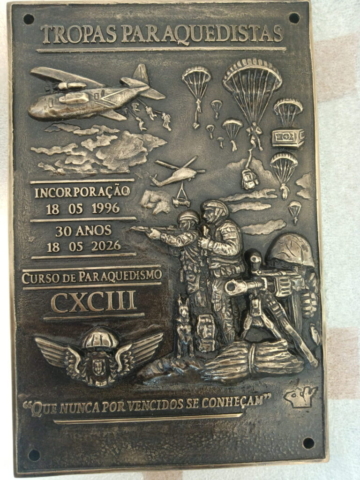 TROPAS PARAQUEDISTAS
INCORPORAÇÃO
18 05 1996
30 ANOS
18 05 2026
CURSO DE PARAQUEDISMO
CXCIII
"QUE NUNCA POR VENCIDOS SE CONHEÇAM"